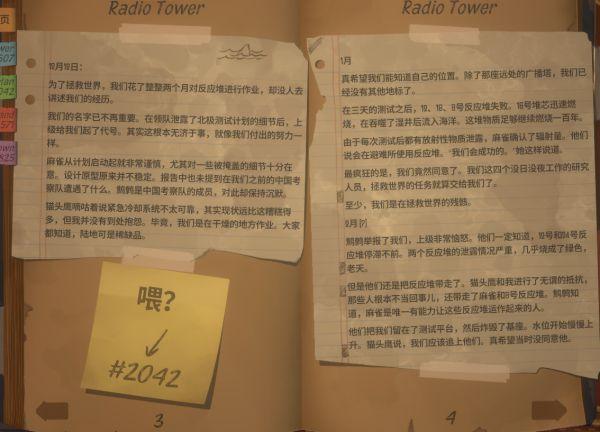 Radio Tower
页
507
042
571
825
10月19日：
为了拯救世界，我们花了整整两个月对反应堆进行作业，却没人去
讲述我们的经历。
我们的名字已不再重要。在领队泄露了北极测试计划的细节后，上
级给我们起了代号。其实这根本无济于事，就像我们付出的努力一
样。
麻雀从计划启动起就非常谨慎，尤其对一些被掩盖的细节十分在
意。设计原型原来并不稳定。报告中也未提到在我们之前的中国考
察队遭遇了什么。鹪鹩是中国考察队的成员，对此却保持沉默。
猫头鹰嘀咕着说紧急冷却系统不太可靠，其实现状远比这糟糕得
多，但我并没有到处抱怨。毕竟，我们是在干燥的地方作业。大家
都知道，陆地可是稀缺品。
喂？
#2042
3
Radio Tower
1月
真希望我们能知道自己的位置。除了那座远处的广播塔，我们已
经没有其他地标了。
在三天的测试之后，12、18、19号反应堆失败。18号堆芯迅速燃
烧，在吞噬了混井后流入海洋。这堆物质足够继续燃烧一百年。
由于每次测试后都有放射性物质泄露，麻雀确认了辐射量。他们
说会在避难所使用反应堆。"我们会成功的。"她这样说道。
最疯狂的是，我们竟然同意了。我们这四个没日没夜工作的研究
人员，拯救世界的任务就算交给我们了。
至少，我们是在拯救世界的残骸。
鹪鹩举报了我们，上级非常恼怒。他们一定知道，12号和14号反
应堆停滞不前。两个反应堆的泄露情况严重，几乎烧成了绿色，
老天。
但是他们还是把反应堆带走了。猫头鹰和我进行了无谓的抵抗，
那些人根本不当回事儿，还带走了麻雀和9号反应堆。鹪鹩知
道，麻雀是唯一有能力让这些反应堆运作起来的人。
他们把我们留在了测试平台，然后炸毁了基座。水位开始慢慢上
升。猫头鹰说，我们应该追上他们。真希望当时没同意他。
4